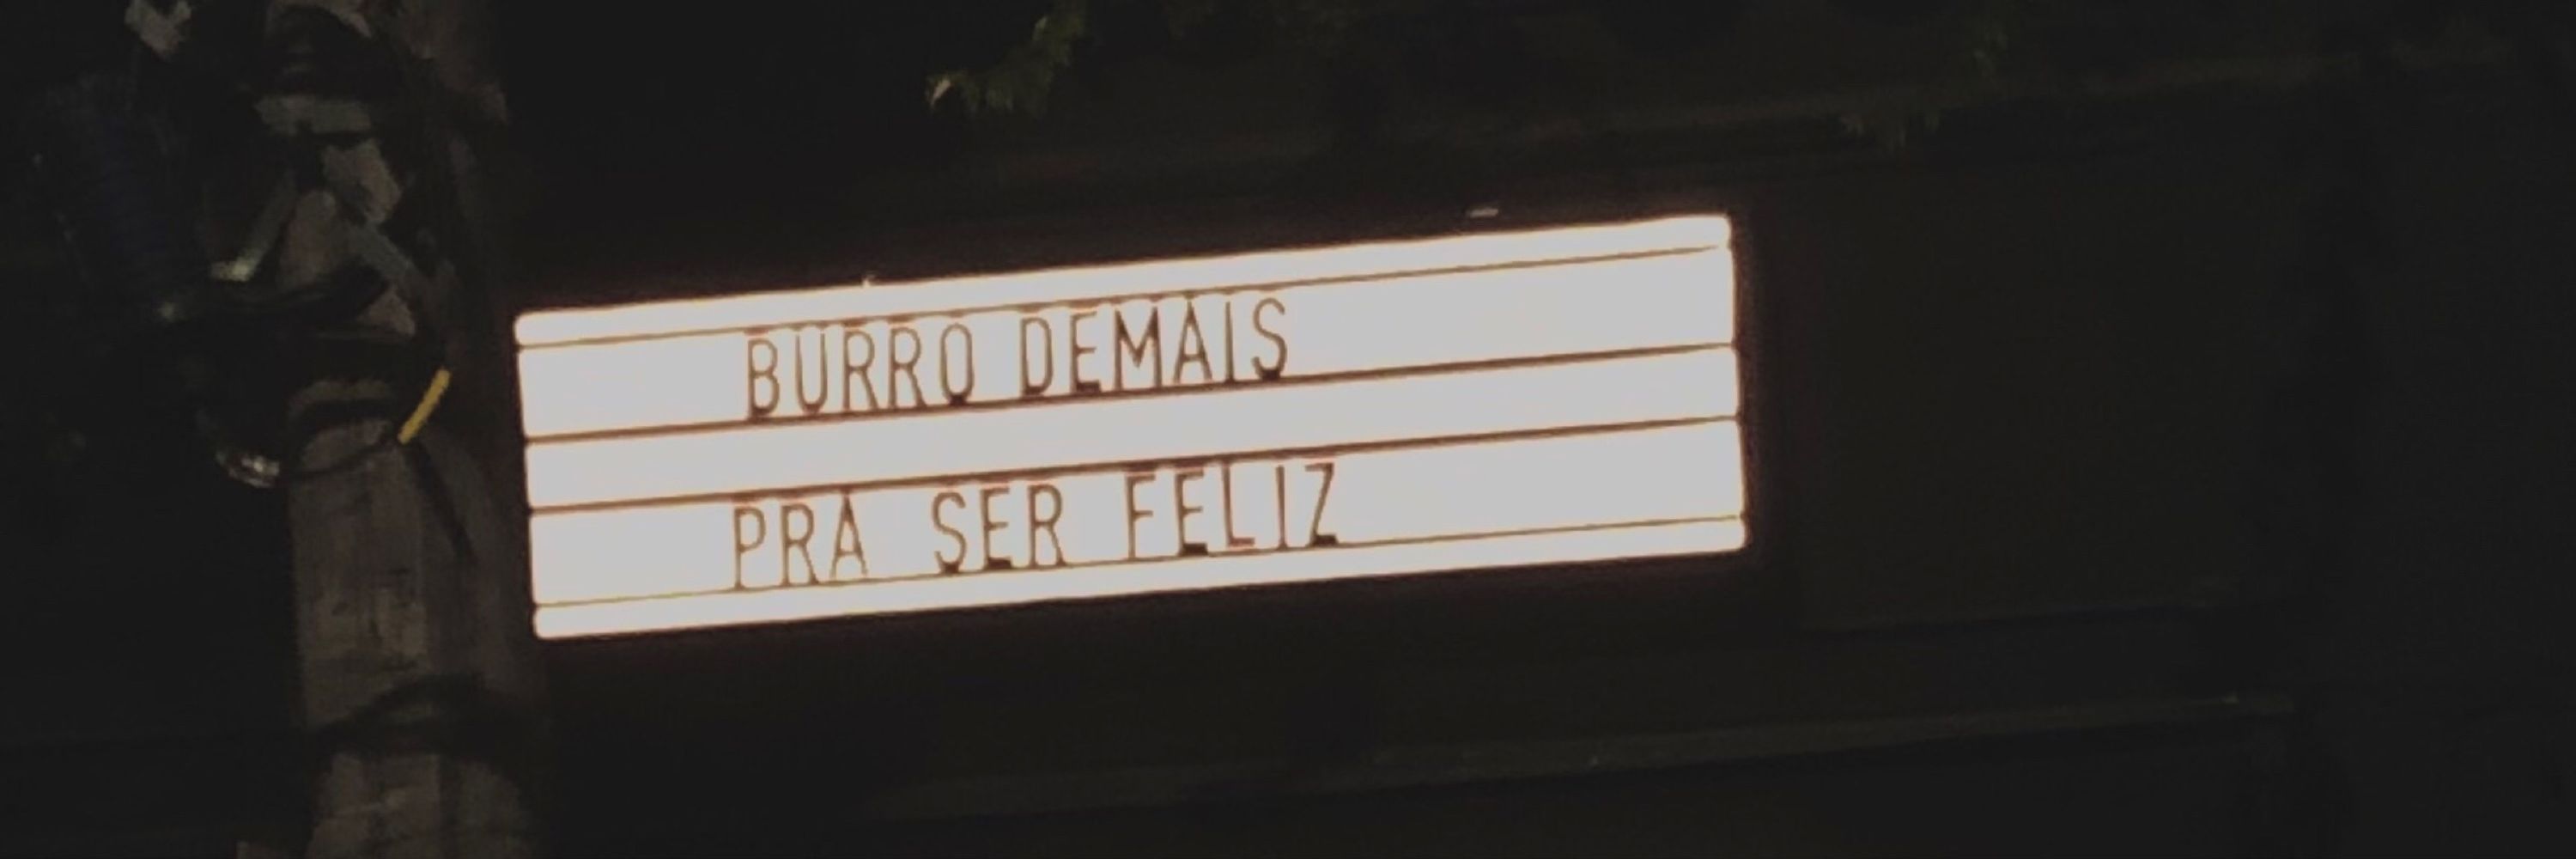 BURRO DEMAIS
PRA SER FELIZ